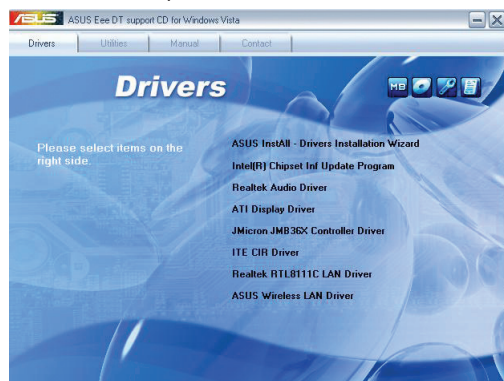 ASUS ASUS Eee DT support CD for Windows Vista
Drivers Utilities Manual Contact
Drivers
MB
Please select items on the
right side.
ASUS InstAll - Drivers Installation Wizard
Intel(R) Chipset Inf Update Program
Realtek Audio Driver
ATI Display Driver
JMicron JMB36X Controller Driver
ITE CIR Driver
Realtek RTL8111C LAN Driver
ASUS Wireless LAN Driver